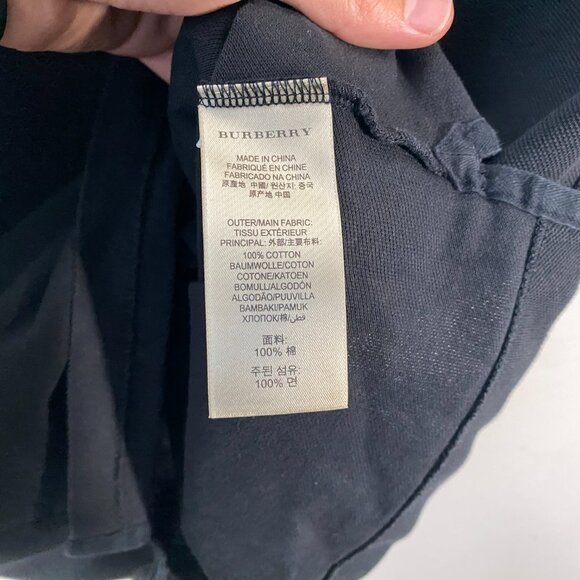 BURBERRY
MADE IN CHINA
FABRIQUÉ EN CHINE
FABRICADO NA CHINA
原產地 中國/ 원산지: 중국
原产地 中国
OUTER/MAIN FABRIC:
TISSU EXTÉRIEUR
PRINCIPAL: 外部/主要布料:
100% COTTON
BAUMWOLLE/COTON
COTONE/KATOEN
BOMULL/ALGODÓN
ALGODÃO/PUUVILLA
BAMBAKI/PAMUK
ХЛОПОК/棉/قطن
面料:
100% 棉
주된 섬유:
100% 면